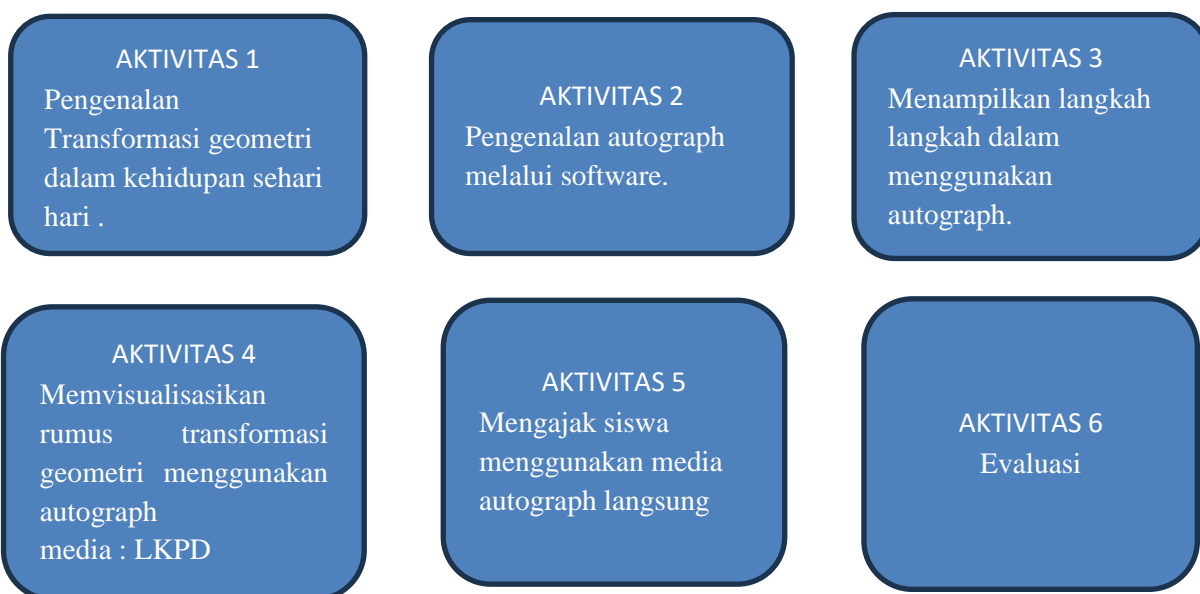 AKTIVITAS 1
Pengenalan
Transformasi geometri
dalam kehidupan sehari
hari .
AKTIVITAS 2
Pengenalan autograph
melalui software.
AKTIVITAS 3
Menampilkan langkah
langkah dalam
menggunakan
autograph.
AKTIVITAS 4
Memvisualisasikan
rumus transformasi
geometri menggunakan
autograph
media : LKPD
AKTIVITAS 5
Mengajak siswa
menggunakan media
autograph langsung
AKTIVITAS 6
Evaluasi